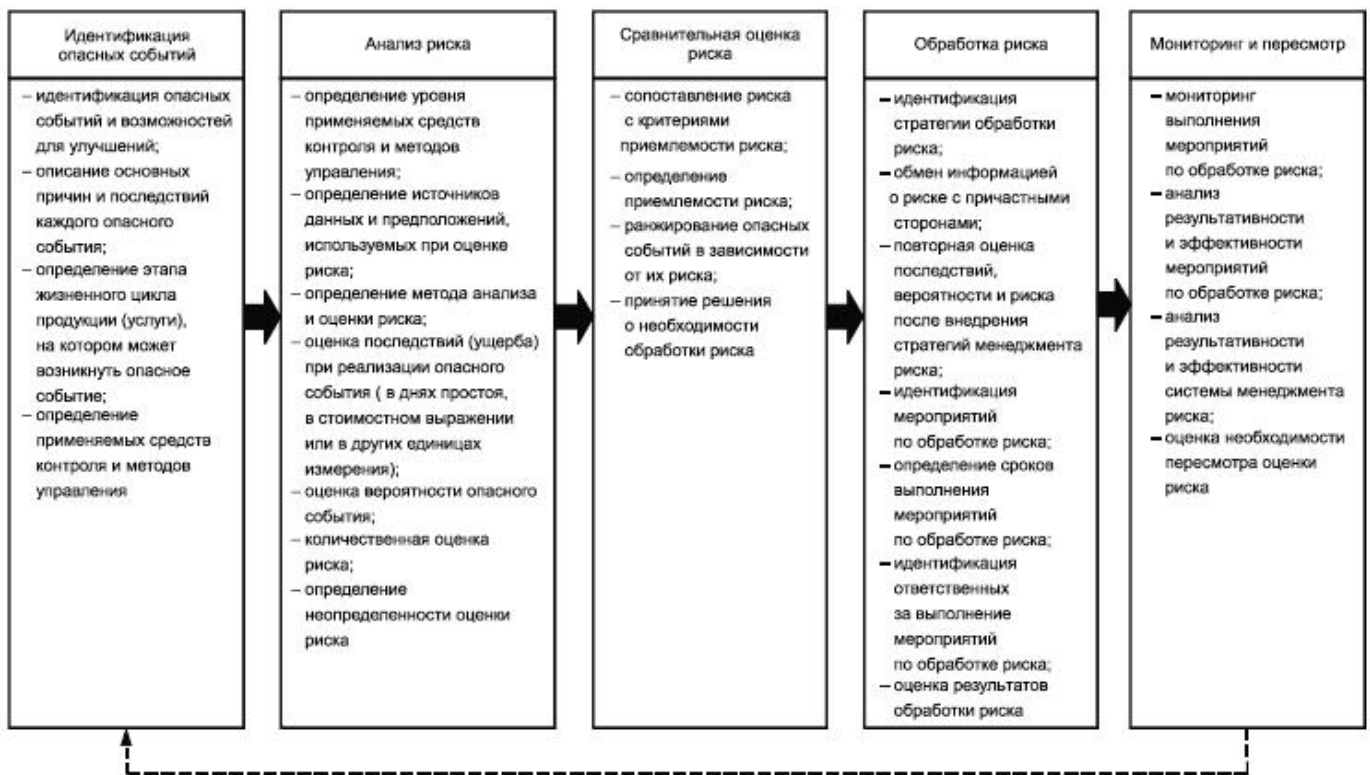 Идентификация
опасных событий
– идентификация опасных
событий и возможностей
для улучшений;
– описание основных
причин и последствий
каждого опасного
события;
– определение этапа
жизненного цикла
продукции (услуги),
на котором может
возникнуть опасное
событие;
– определение
применяемых средств
контроля и методов
управления
Анализ риска
– определение уровня
применяемых средств
контроля и методов
управления;
– определение источников
данных и предположений,
используемых при оценке
риска;
– определение метода анализа
и оценки риска;
– оценка последствий (ущерба)
при реализации опасного
события ( в днях простоя,
в стоимостном выражении
или в других единицах
измерения);
– оценка вероятности опасного
события;
– количественная оценка
риска;
– определение
неопределенности оценки
риска
Сравнительная оценка
риска
– сопоставление риска
с критериями
приемлемости риска;
– определение
приемлемости риска;
– ранжирование опасных
событий в зависимости
от их риска;
– принятие решения
о необходимости
обработки риска
Обработка риска
– идентификация
стратегии обработки
риска;
– обмен информацией
о риске с причастными
сторонами;
– повторная оценка
последствий,
вероятности и риска
после внедрения
стратегий менеджмента
риска;
– идентификация
мероприятий
по обработке риска;
– определение сроков
выполнения
мероприятий
по обработке риска;
– идентификация
ответственных
за выполнение
мероприятий
по обработке риска;
– оценка результатов
обработки риска
Мониторинг и пересмотр
– мониторинг
выполнения
мероприятий
по обработке риска;
– анализ
результативности
и эффективности
мероприятий
по обработке риска;
– анализ
результативности
и эффективности
системы менеджмента
риска;
– оценка необходимости
пересмотра оценки
риска